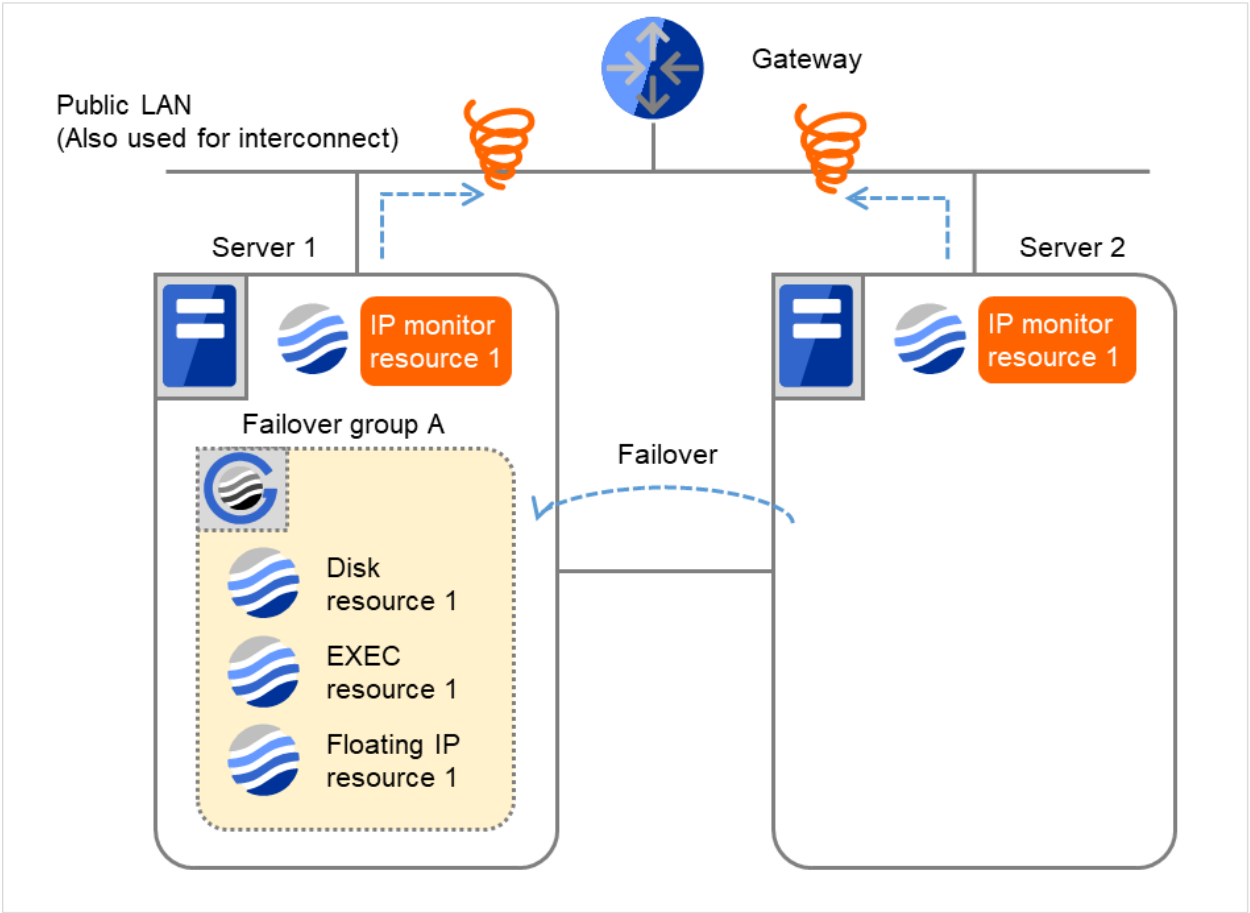 Gateway
Public LAN
(Also used for interconnect)
Server 1
Server 2
IP monitor
resource 1
IP monitor
resource 1
Failover group A
Failover
Disk
resource 1
EXEC
resource 1
Floating IP
resource 1